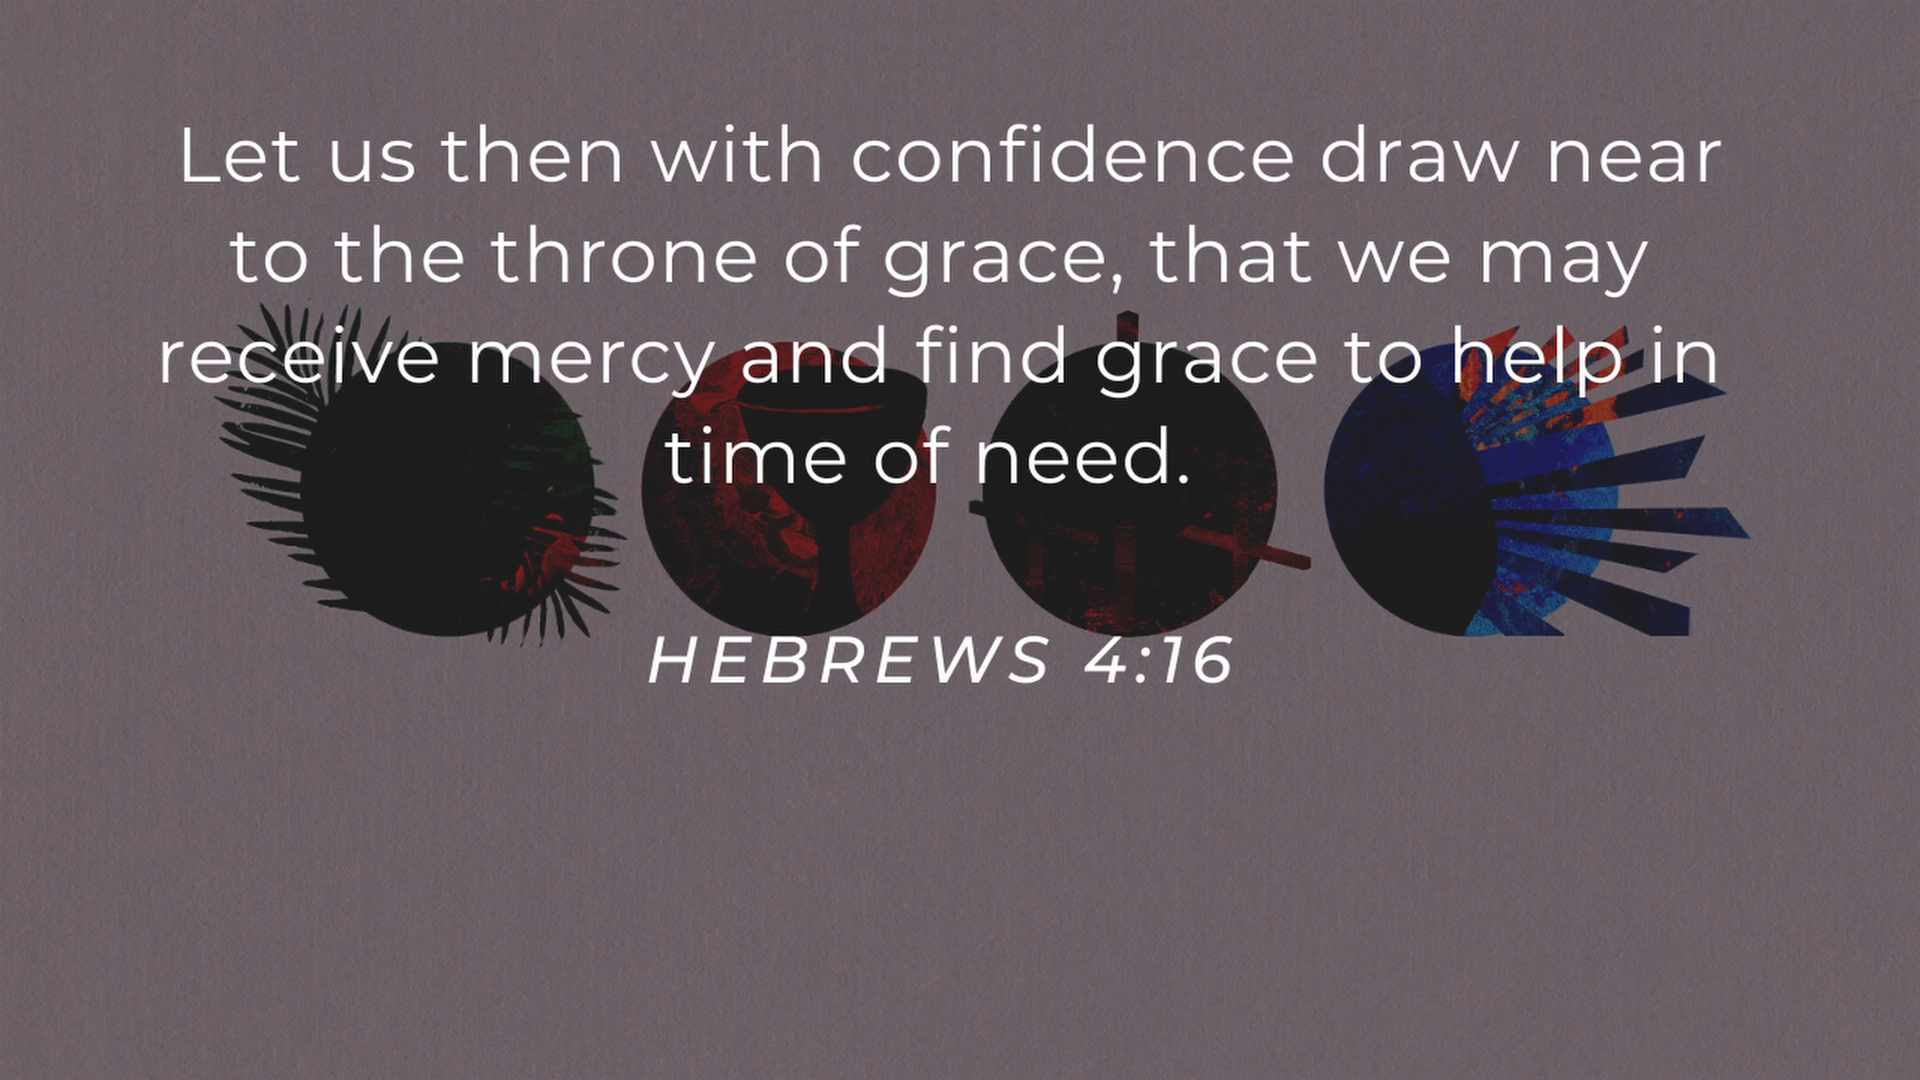 Let us then with confidence draw near
to the throne of grace, that we may
receive mercy and find grace to help in
time of need.
HEBREWS 4:16